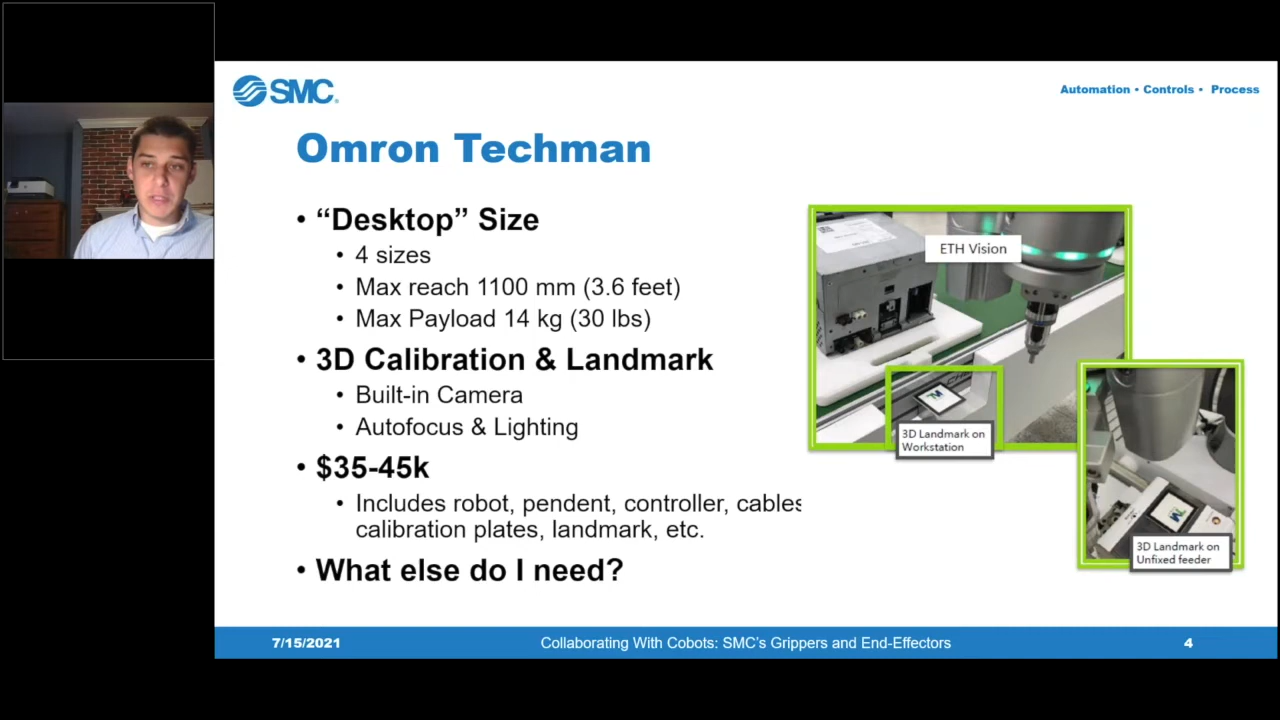 SMC
Automation • Controls • Process
Omron Techman
• “Desktop” Size
• 4 sizes
• Max reach 1100 mm (3.6 feet)
• Max Payload 14 kg (30 lbs)
• 3D Calibration & Landmark
• Built-in Camera
• Autofocus & Lighting
• $35-45k
• Includes robot, pendent, controller, cables
calibration plates, landmark, etc.
• What else do I need?
ETH Vision
3D Landmark on
Workstation
TM
TM
3D Landmark on
Unfixed feeder
7/15/2021
Collaborating With Cobots: SMC’s Grippers and End-Effectors
4